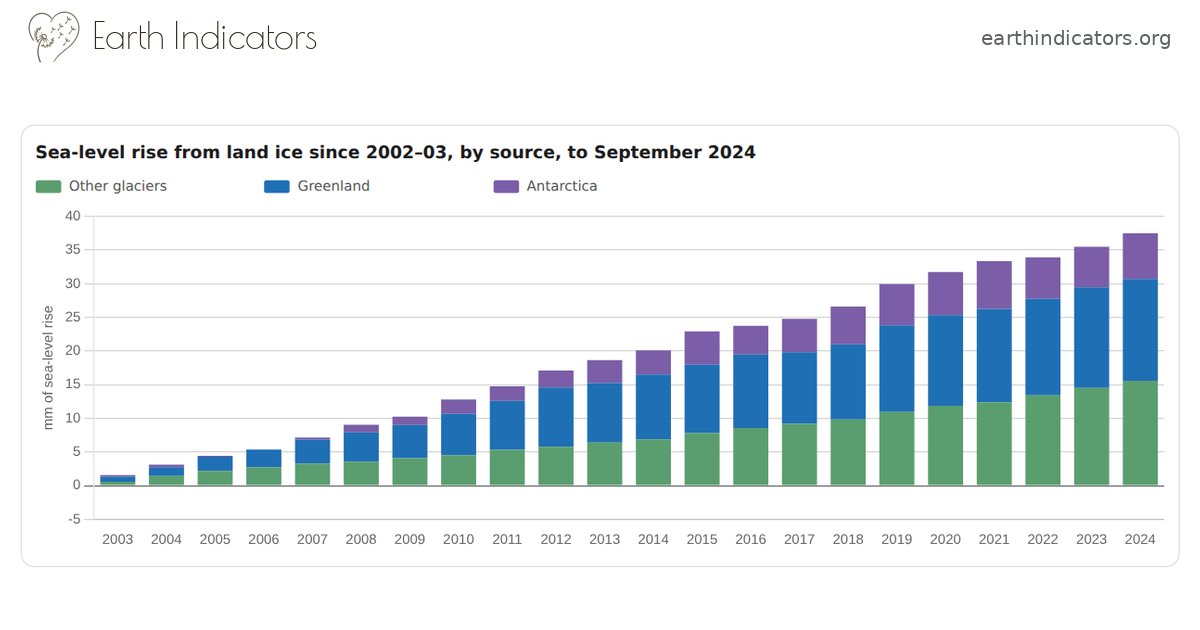 Earth Indicators
earthindicators.org
Sea-level rise from land ice since 2002–03, by source, to September 2024
Other glaciers Greenland Antarctica
mm of sea-level rise
40
35
30
25
20
15
10
5
0
-5
2003 2004 2005 2006 2007 2008 2009 2010 2011 2012 2013 2014 2015 2016 2017 2018 2019 2020 2021 2022 2023 2024